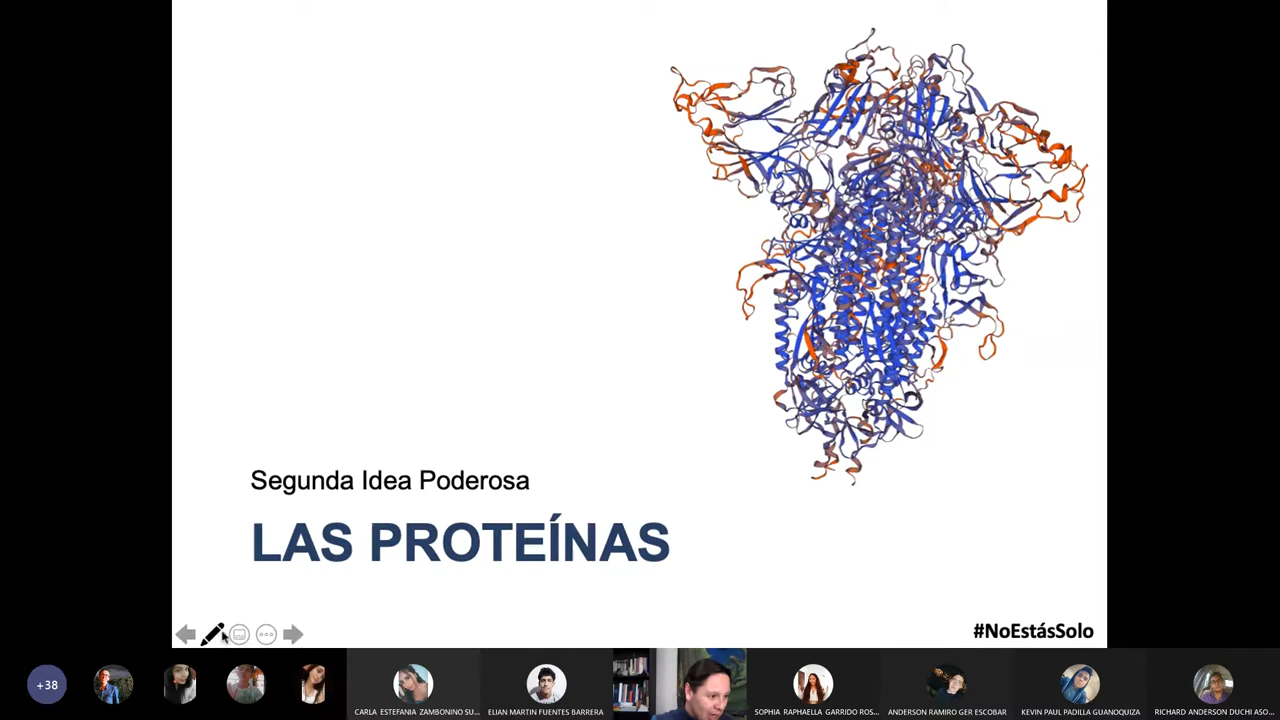 Segunda Idea Poderosa
LAS PROTEÍNAS
#NoEstásSolo
+38
CARLA ESTEFANIA ZAMBONINO SU...
ELIAN MARTIN FUENTES BARRERA
SOPHIA RAPHAELLA GARRIDO ROS...
ANDERSON RAMIRO GER ESCOBAR
KEVIN PAUL PADILLA GUANOQUIZA
RICHARD ANDERSON DUCHI ASO...